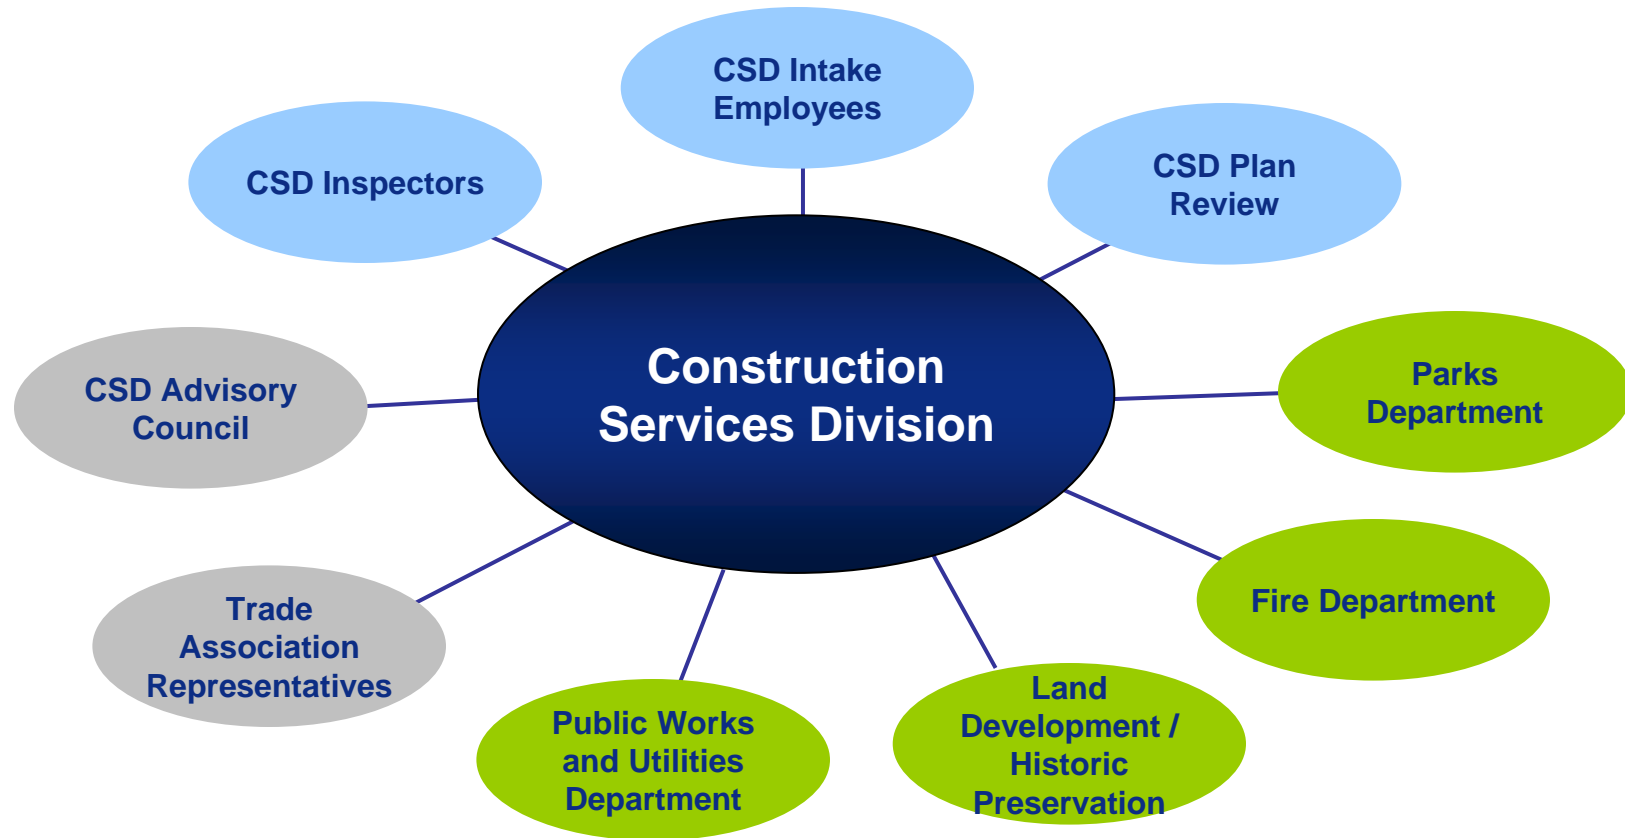 CSD Intake
Employees
CSD Inspectors
CSD Plan
Review
Construction
Services Division
CSD Advisory
Council
Parks
Department
Trade
Association
Representatives
Fire Department
Public Works
and Utilities
Department
Land
Development /
Historic
Preservation